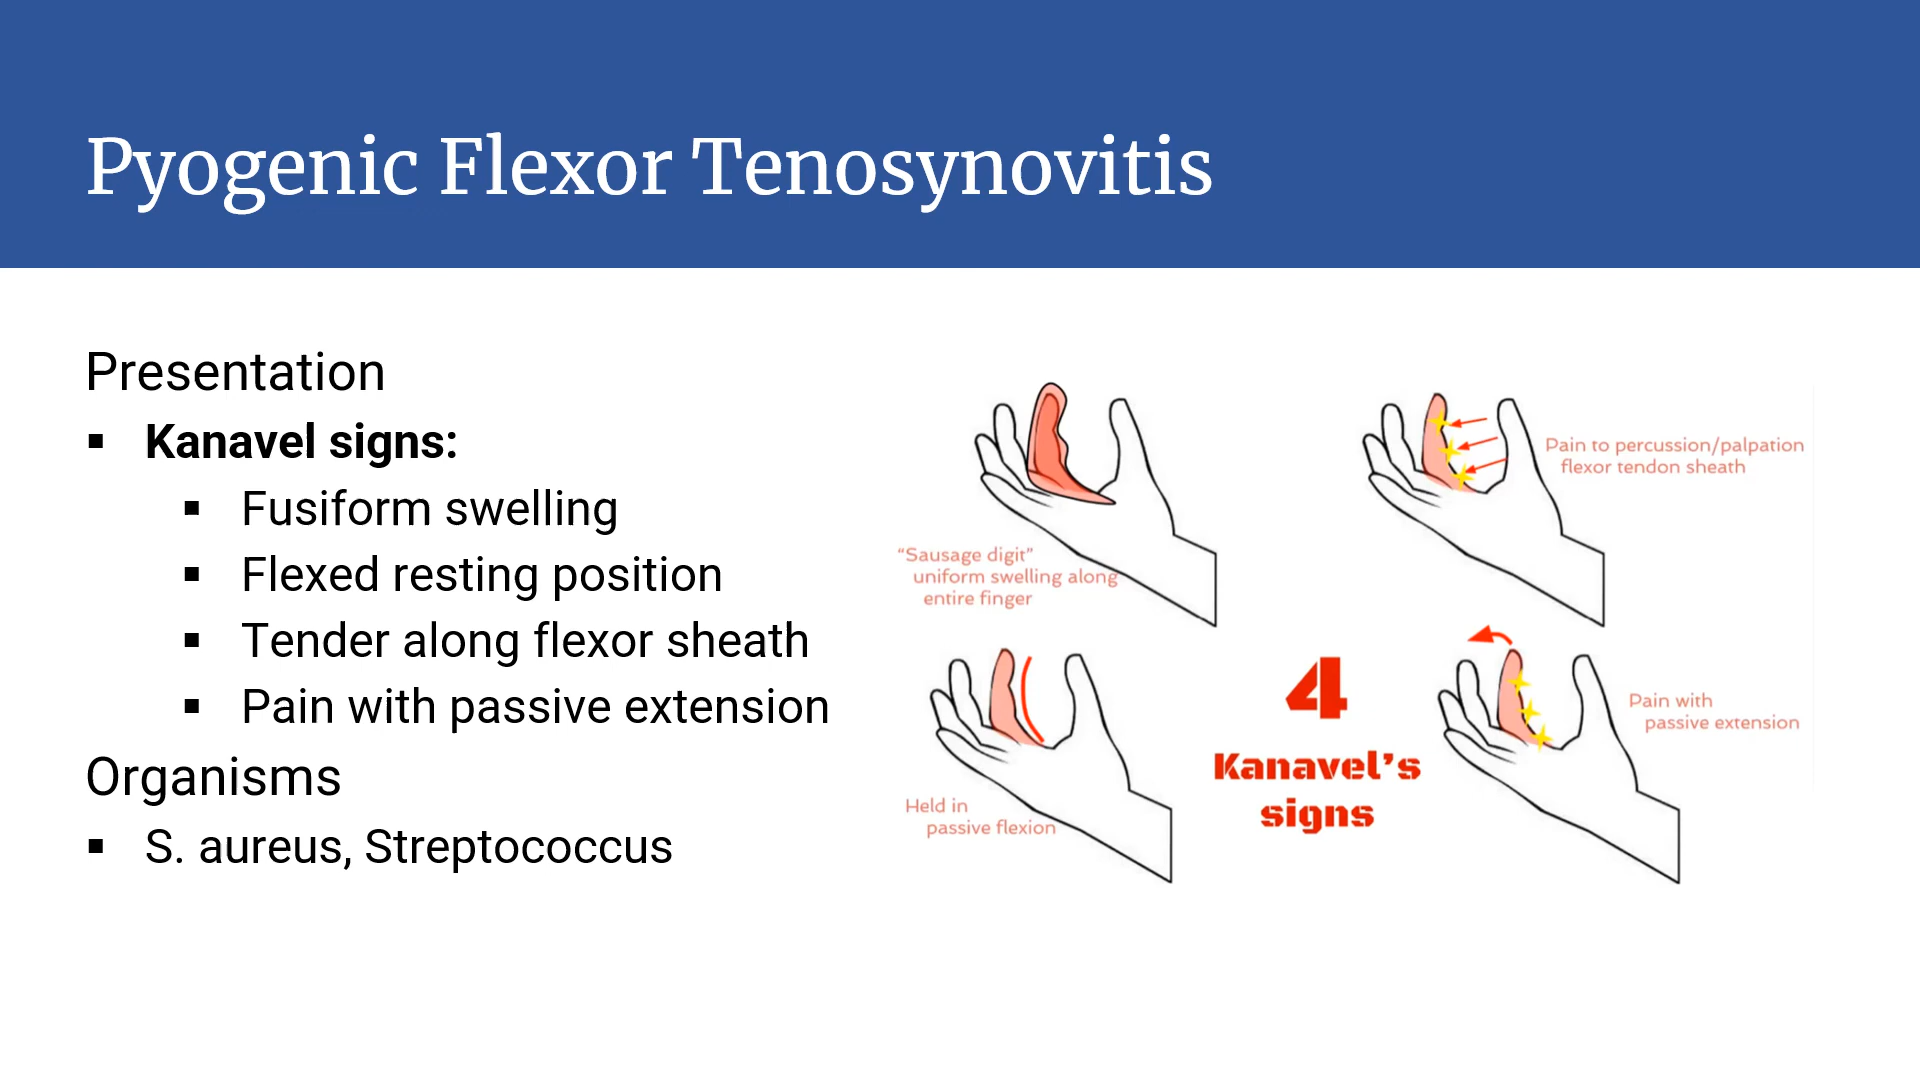 Pyogenic Flexor Tenosynovitis
Presentation
▪ Kanavel signs:
▪ Fusiform swelling
▪ Flexed resting position
▪ Tender along flexor sheath
▪ Pain with passive extension
Organisms
▪ S. aureus, Streptococcus
“Sausage digit”
uniform swelling along
entire finger
Pain to percussion/palpation
flexor tendon sheath
Held in
passive flexion
4
Kanavel’s
signs
Pain with
passive extension